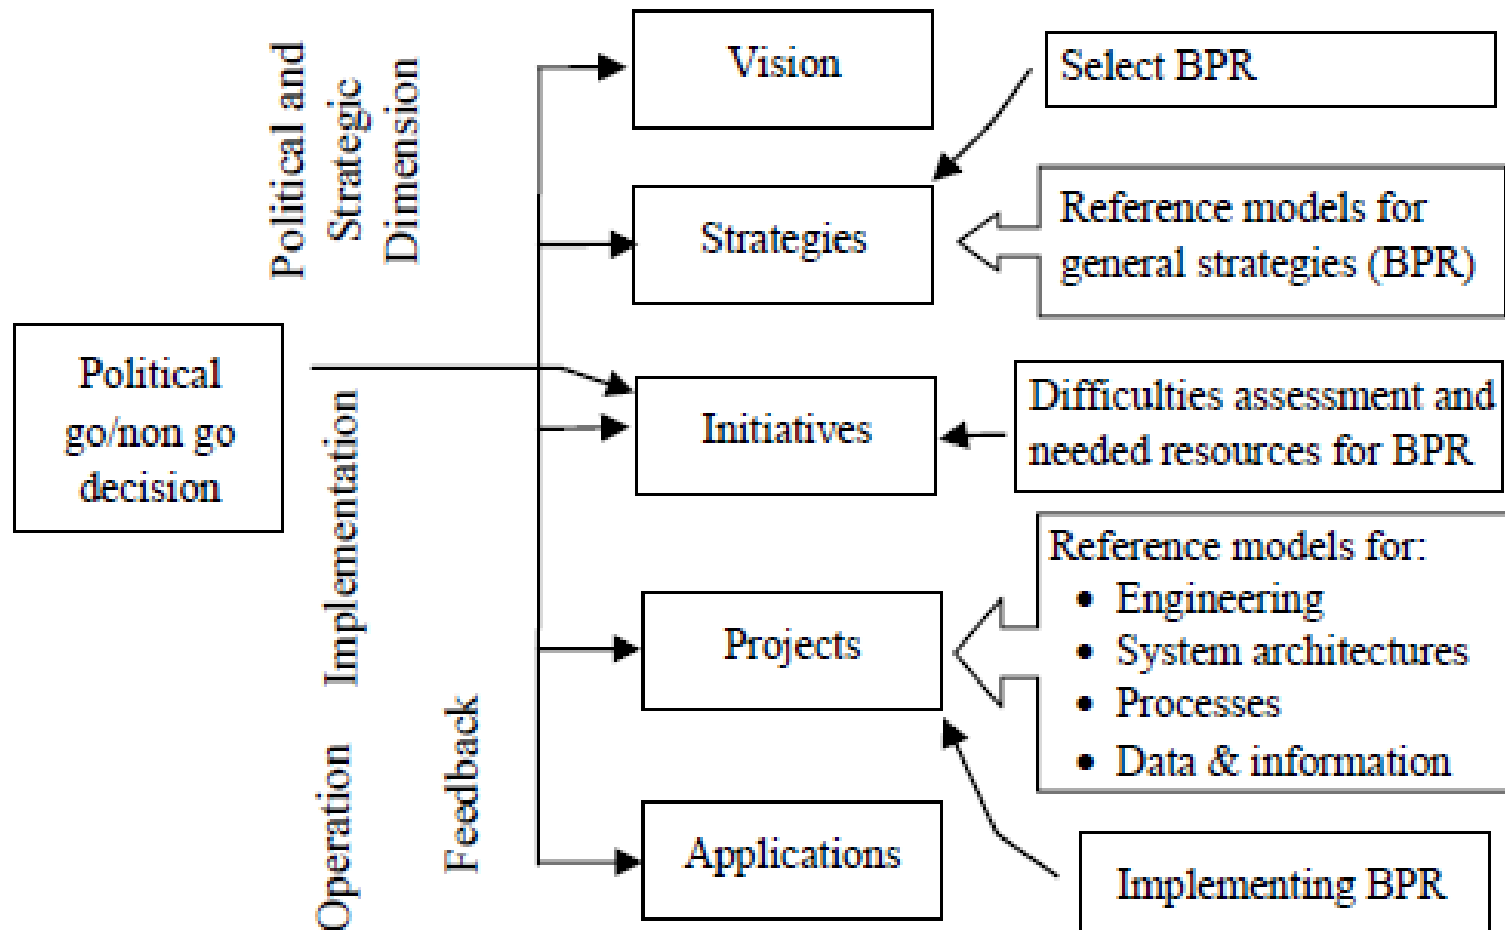 Political and
Strategic
Dimension
Implementation
Operation
Feedback
Political
go/non go
decision
Vision
Strategies
Initiatives
Projects
Applications
Select BPR
Reference models for
general strategies (BPR)
Difficulties assessment and
needed resources for BPR
Reference models for:
• Engineering
• System architectures
• Processes
• Data & information
Implementing BPR